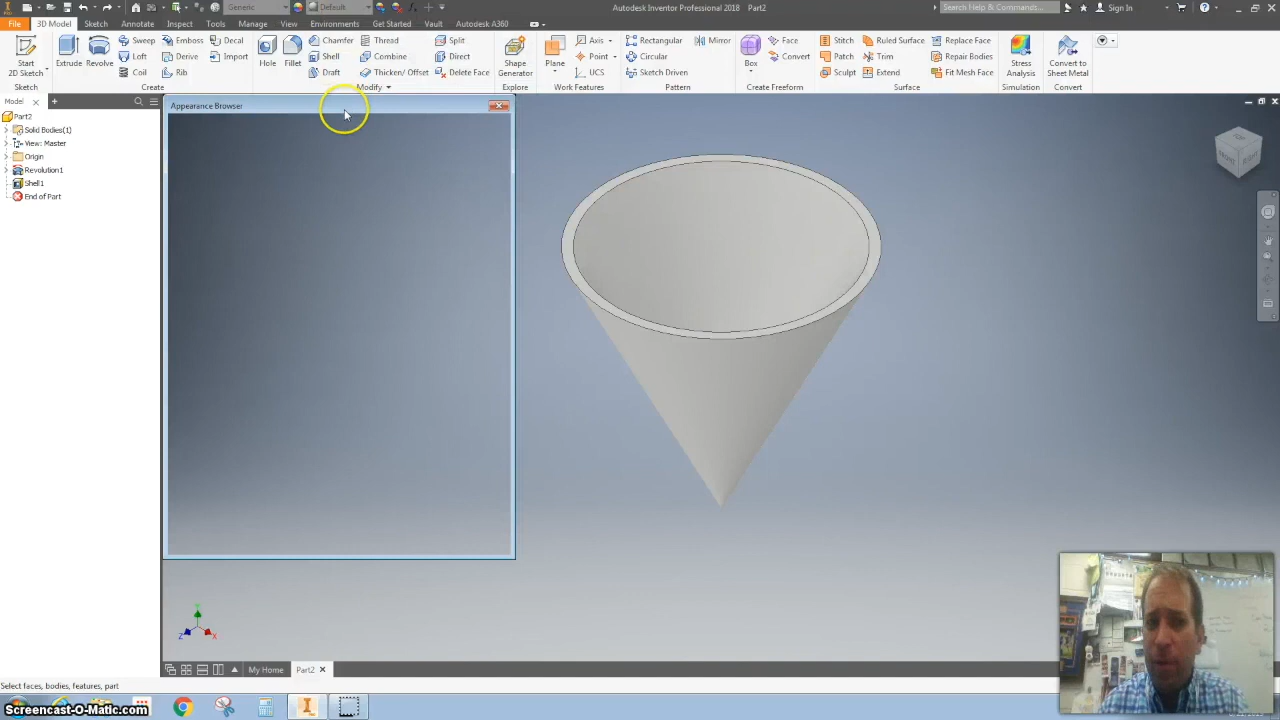 Generic
Default
Autodesk Inventor Professional 2018 Part2
Search Help & Commands...
Sign In
File
3D Model
Sketch
Annotate
Inspect
Tools
Manage
View
Environments
Get Started
Vault
Autodesk A360
Start
2D Sketch
Sketch
Extrude
Revolve
Sweep
Loft
Coil
Emboss
Derive
Rib
Decal
Import
Create
Hole
Fillet
Chamfer
Shell
Draft
Thread
Combine
Thicken/ Offset
Split
Direct
Delete Face
Modify
Shape
Generator
Explore
Plane
Axis
Point
UCS
Work Features
Rectangular
Circular
Sketch Driven
Mirror
Pattern
Box
Face
Convert
Create Freeform
Stitch
Patch
Sculpt
Ruled Surface
Trim
Extend
Replace Face
Repair Bodies
Fit Mesh Face
Surface
Stress
Analysis
Simulation
Convert to
Sheet Metal
Convert
Model
Part2
Solid Bodies(1)
View: Master
Origin
Revolution1
Shell1
End of Part
Appearance Browser
My Home
Part2
Select faces, bodies, features, part
Screencast-O-Matic.com